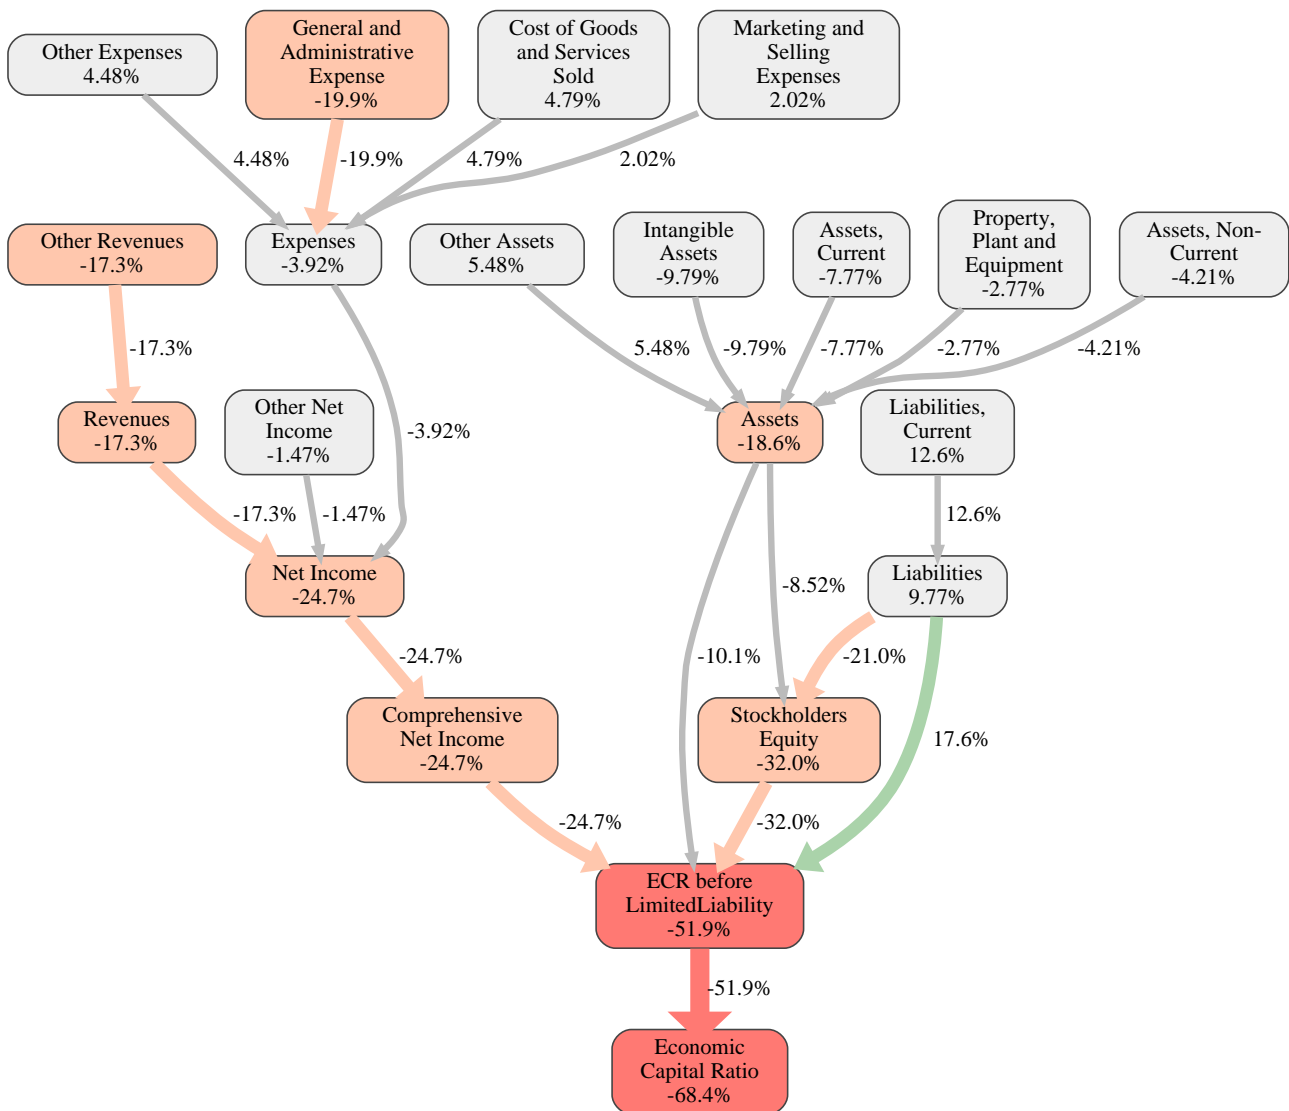 Other Expenses
4.48%
General and
Administrative
Expense
-19.9%
Cost of Goods
and Services
Sold
4.79%
Marketing and
Selling
Expenses
2.02%
4.48%
-19.9%
4.79%
2.02%
Other Revenues
-17.3%
Expenses
-3.92%
Other Assets
5.48%
Intangible
Assets
-9.79%
Assets,
Current
-7.77%
Property,
Plant and
Equipment
-2.77%
Assets, Non-
Current
-4.21%
-17.3%
5.48%
-9.79%
-7.77%
-2.77%
-4.21%
Revenues
-17.3%
Other Net
Income
-1.47%
-3.92%
Assets
-18.6%
Liabilities,
Current
12.6%
-17.3%
-1.47%
12.6%
Net Income
-24.7%
-8.52%
Liabilities
9.77%
-24.7%
-10.1%
-21.0%
Comprehensive
Net Income
-24.7%
Stockholders
Equity
-32.0%
17.6%
-24.7%
-32.0%
ECR before
LimitedLiability
-51.9%
-51.9%
Economic
Capital Ratio
-68.4%